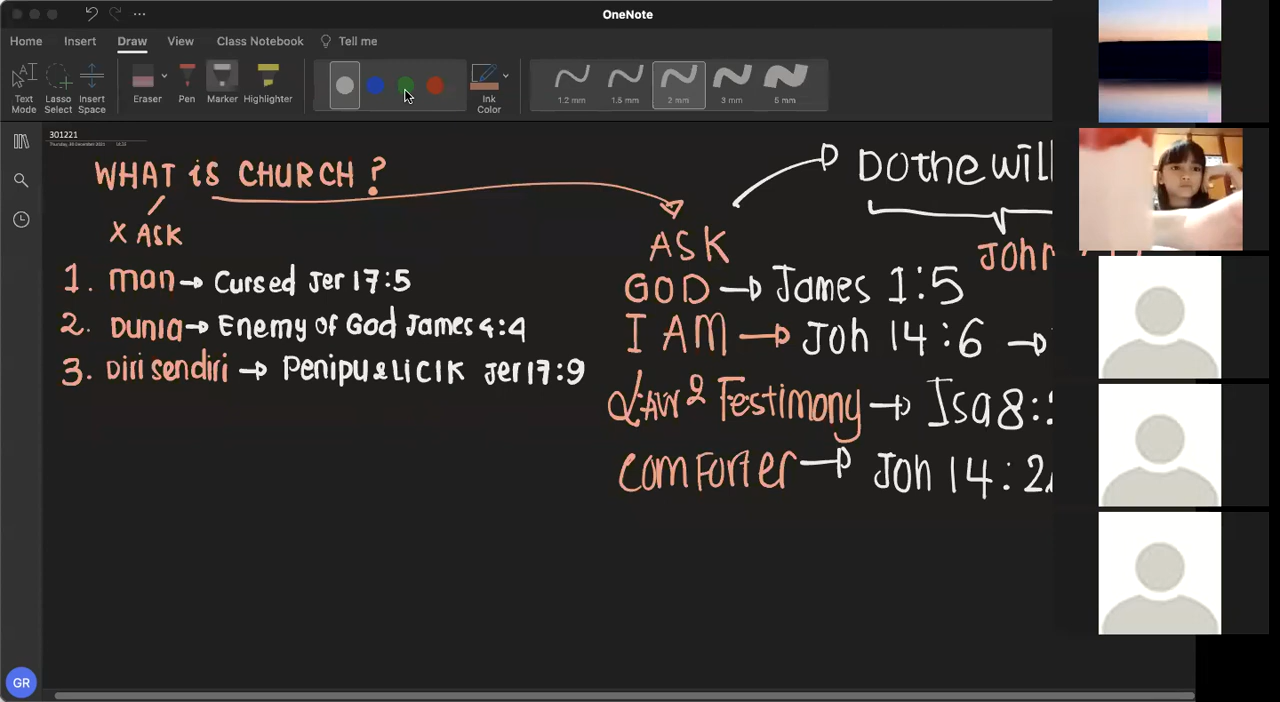 OneNote
Home Insert Draw View Class Notebook Tell me
Text Mode
Lasso Select
Insert Space
Eraser
Pen
Marker
Highlighter
Ink Color
1.2 mm
1.5 mm
2 mm
3 mm
5 mm
301221
WHAT is CHURCH ?
X ASK
1. man → Cursed Jer 17:5
2. Dunia → Enemy of God James 4:4
3. Diri sendiri → Penipu & LiCIK Jer 17:9
DO the will
John
ASK
GOD → James 1:5
I AM → Joh 14:6 →
Law & Testimony → Isa 8:
Comforter → Joh 14:2
GR